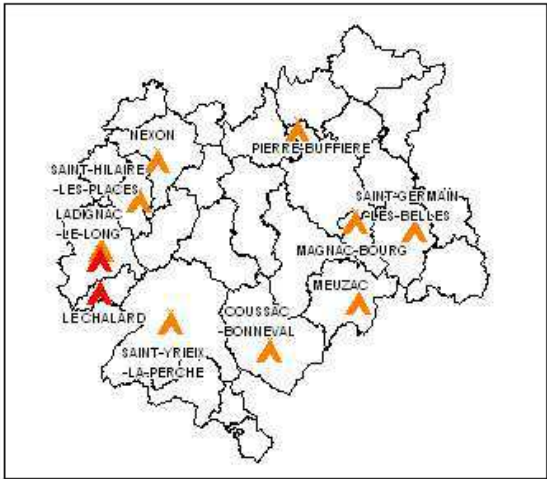 NEXON
PIERRE-BUFFIERE
SAINT-HILAIRE
-LES-PLACES
SAINT-GERMAIN
-LES-BELLES
LADIGNAC
-LE-LONG
MAGNAC-BOURG
MEUZAC
LE CHALARD
COUSSAC
-BONNEVAL
SAINT-YRIEIX
-LA-PERCHE